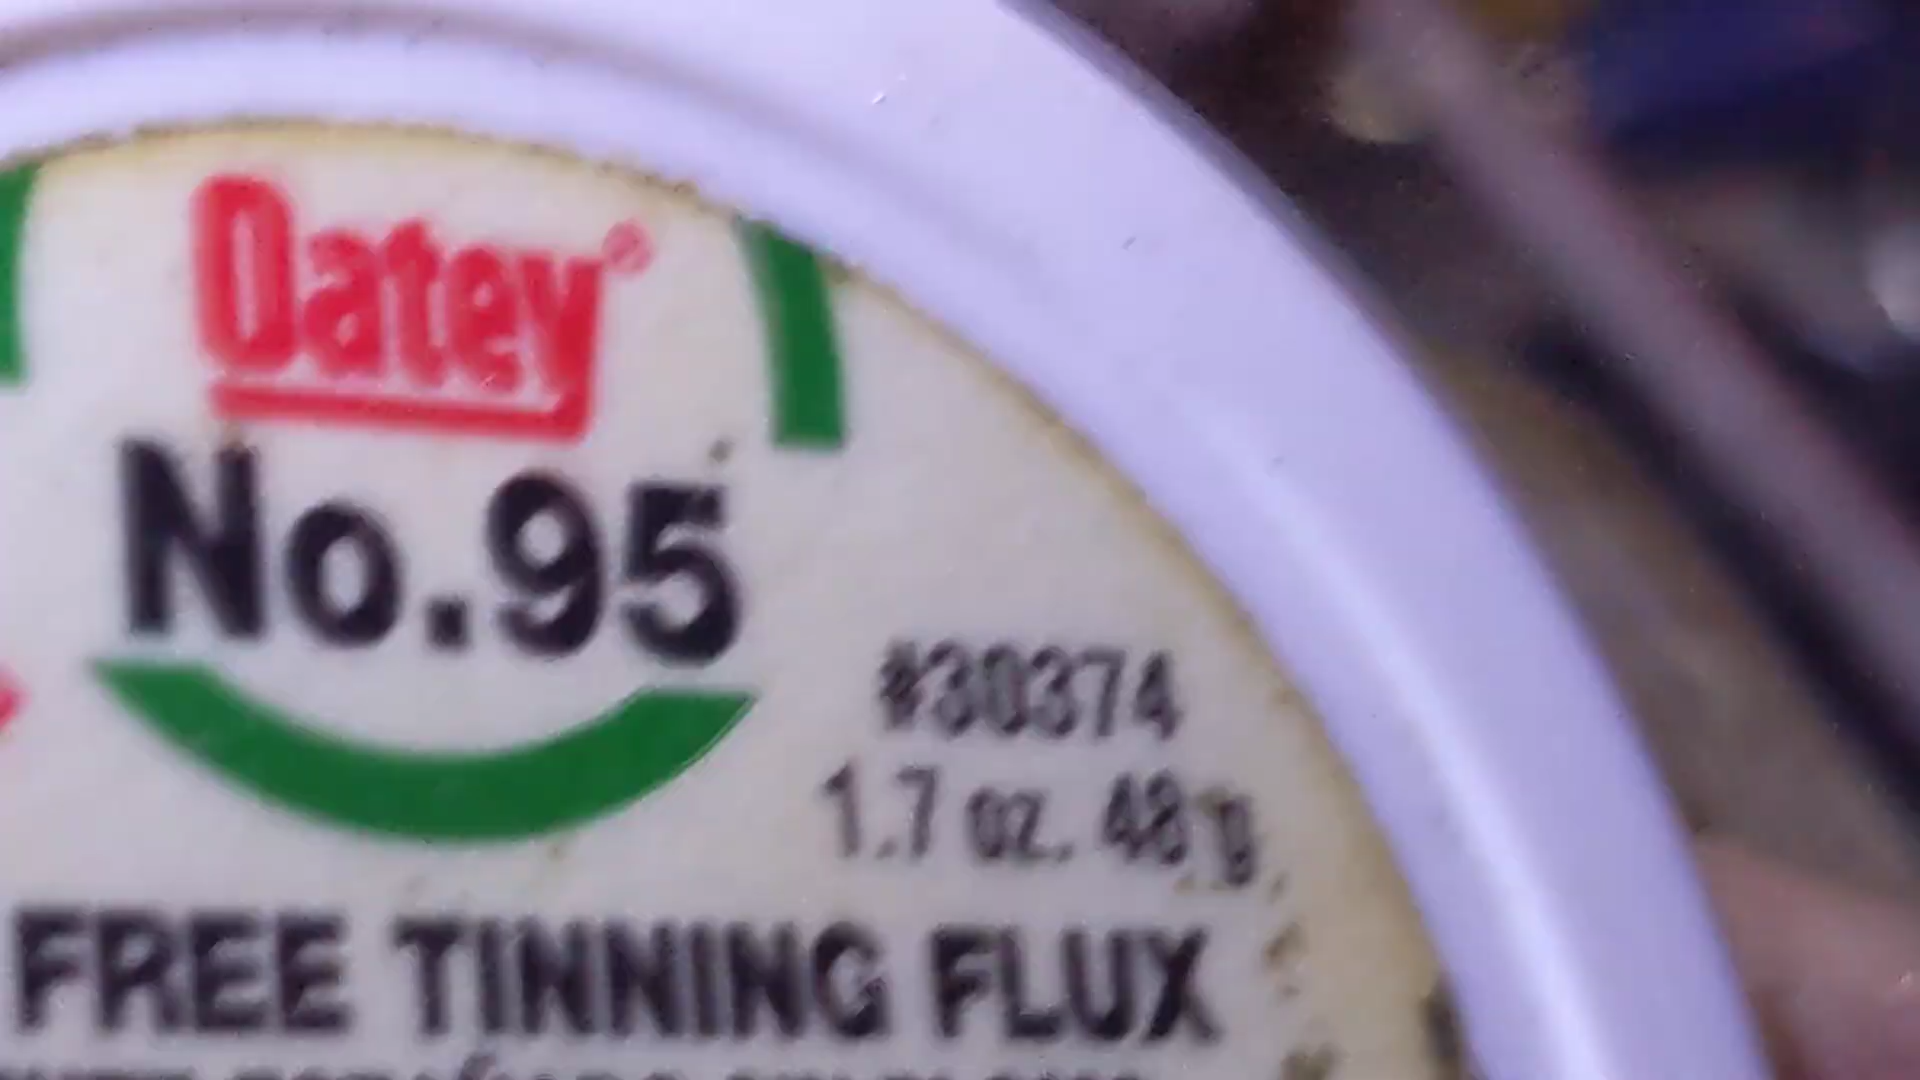 Oatey®
No.95
#30374
1.7 oz. 48 g
FREE TINNING FLUX